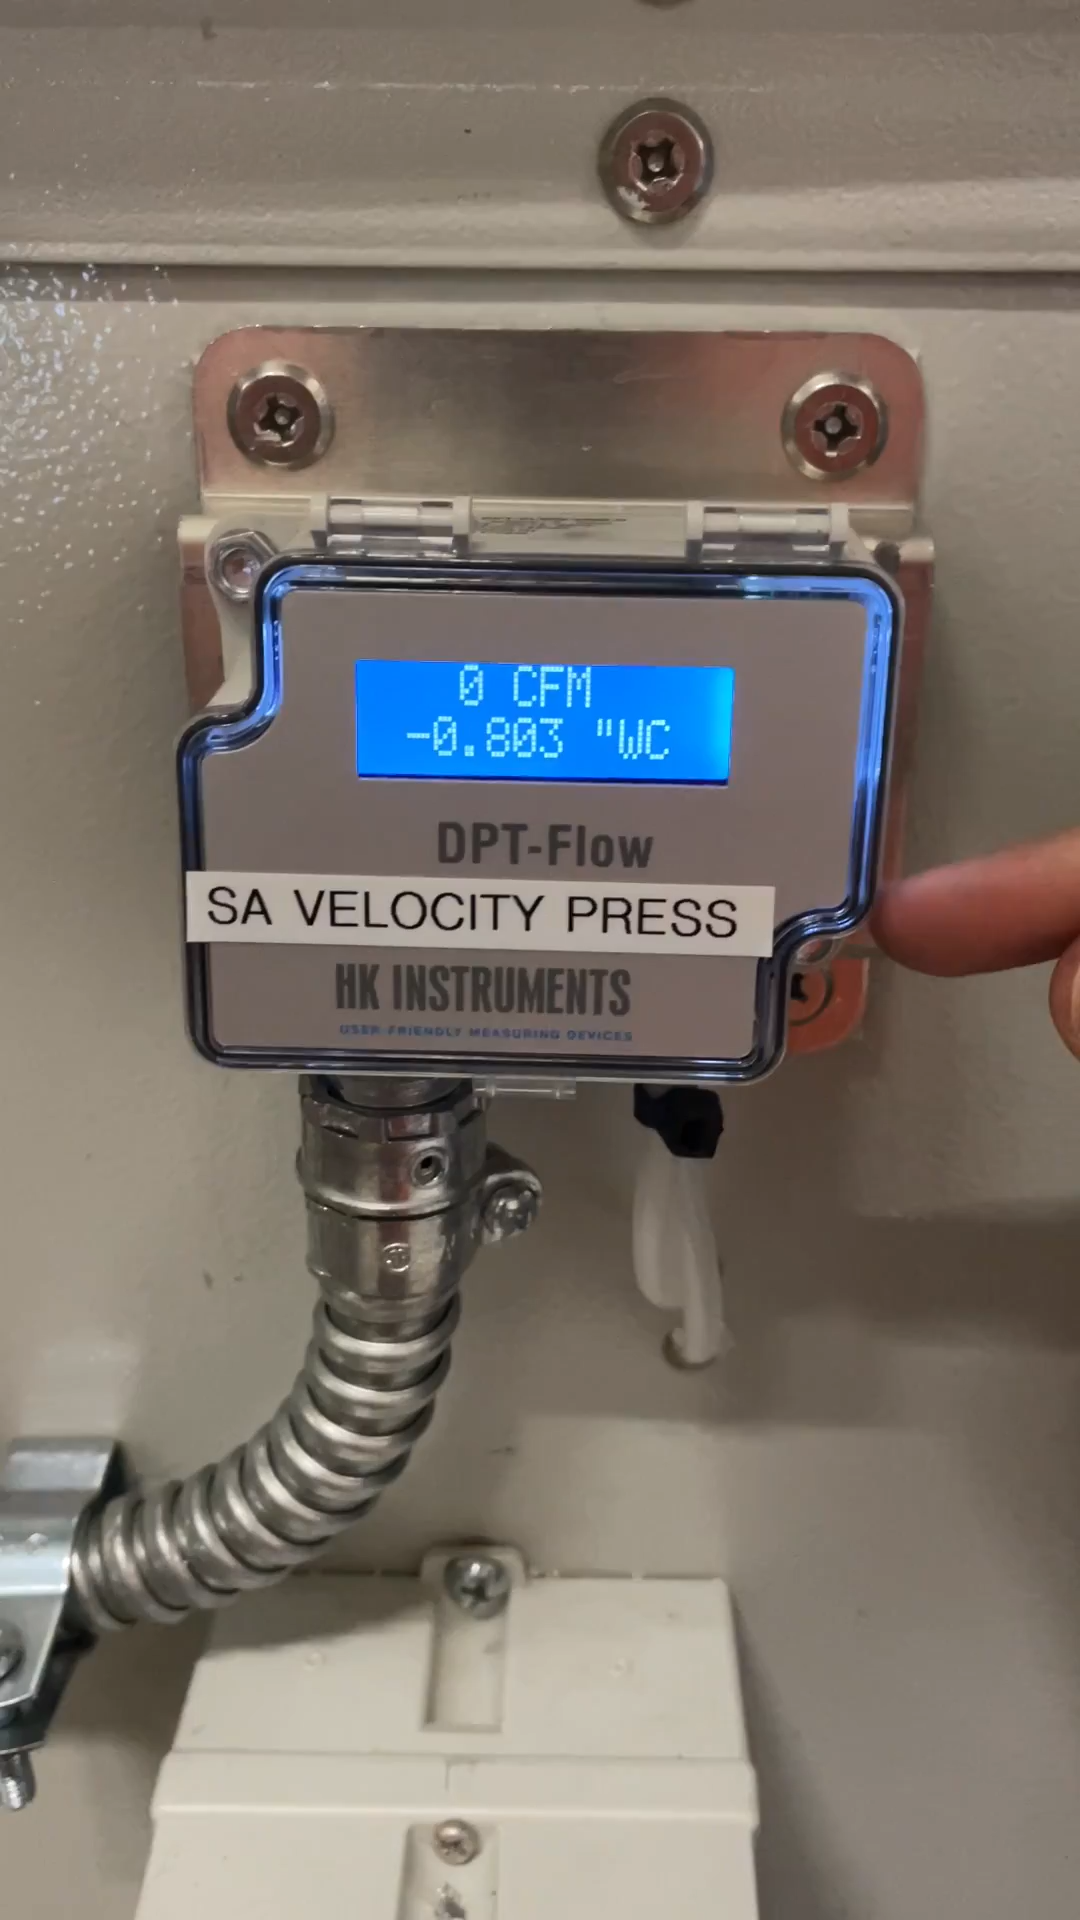 0 CFM
-0.803 "WC
DPT-Flow
SA VELOCITY PRESS
HK INSTRUMENTS
USER-FRIENDLY MEASURING DEVICES